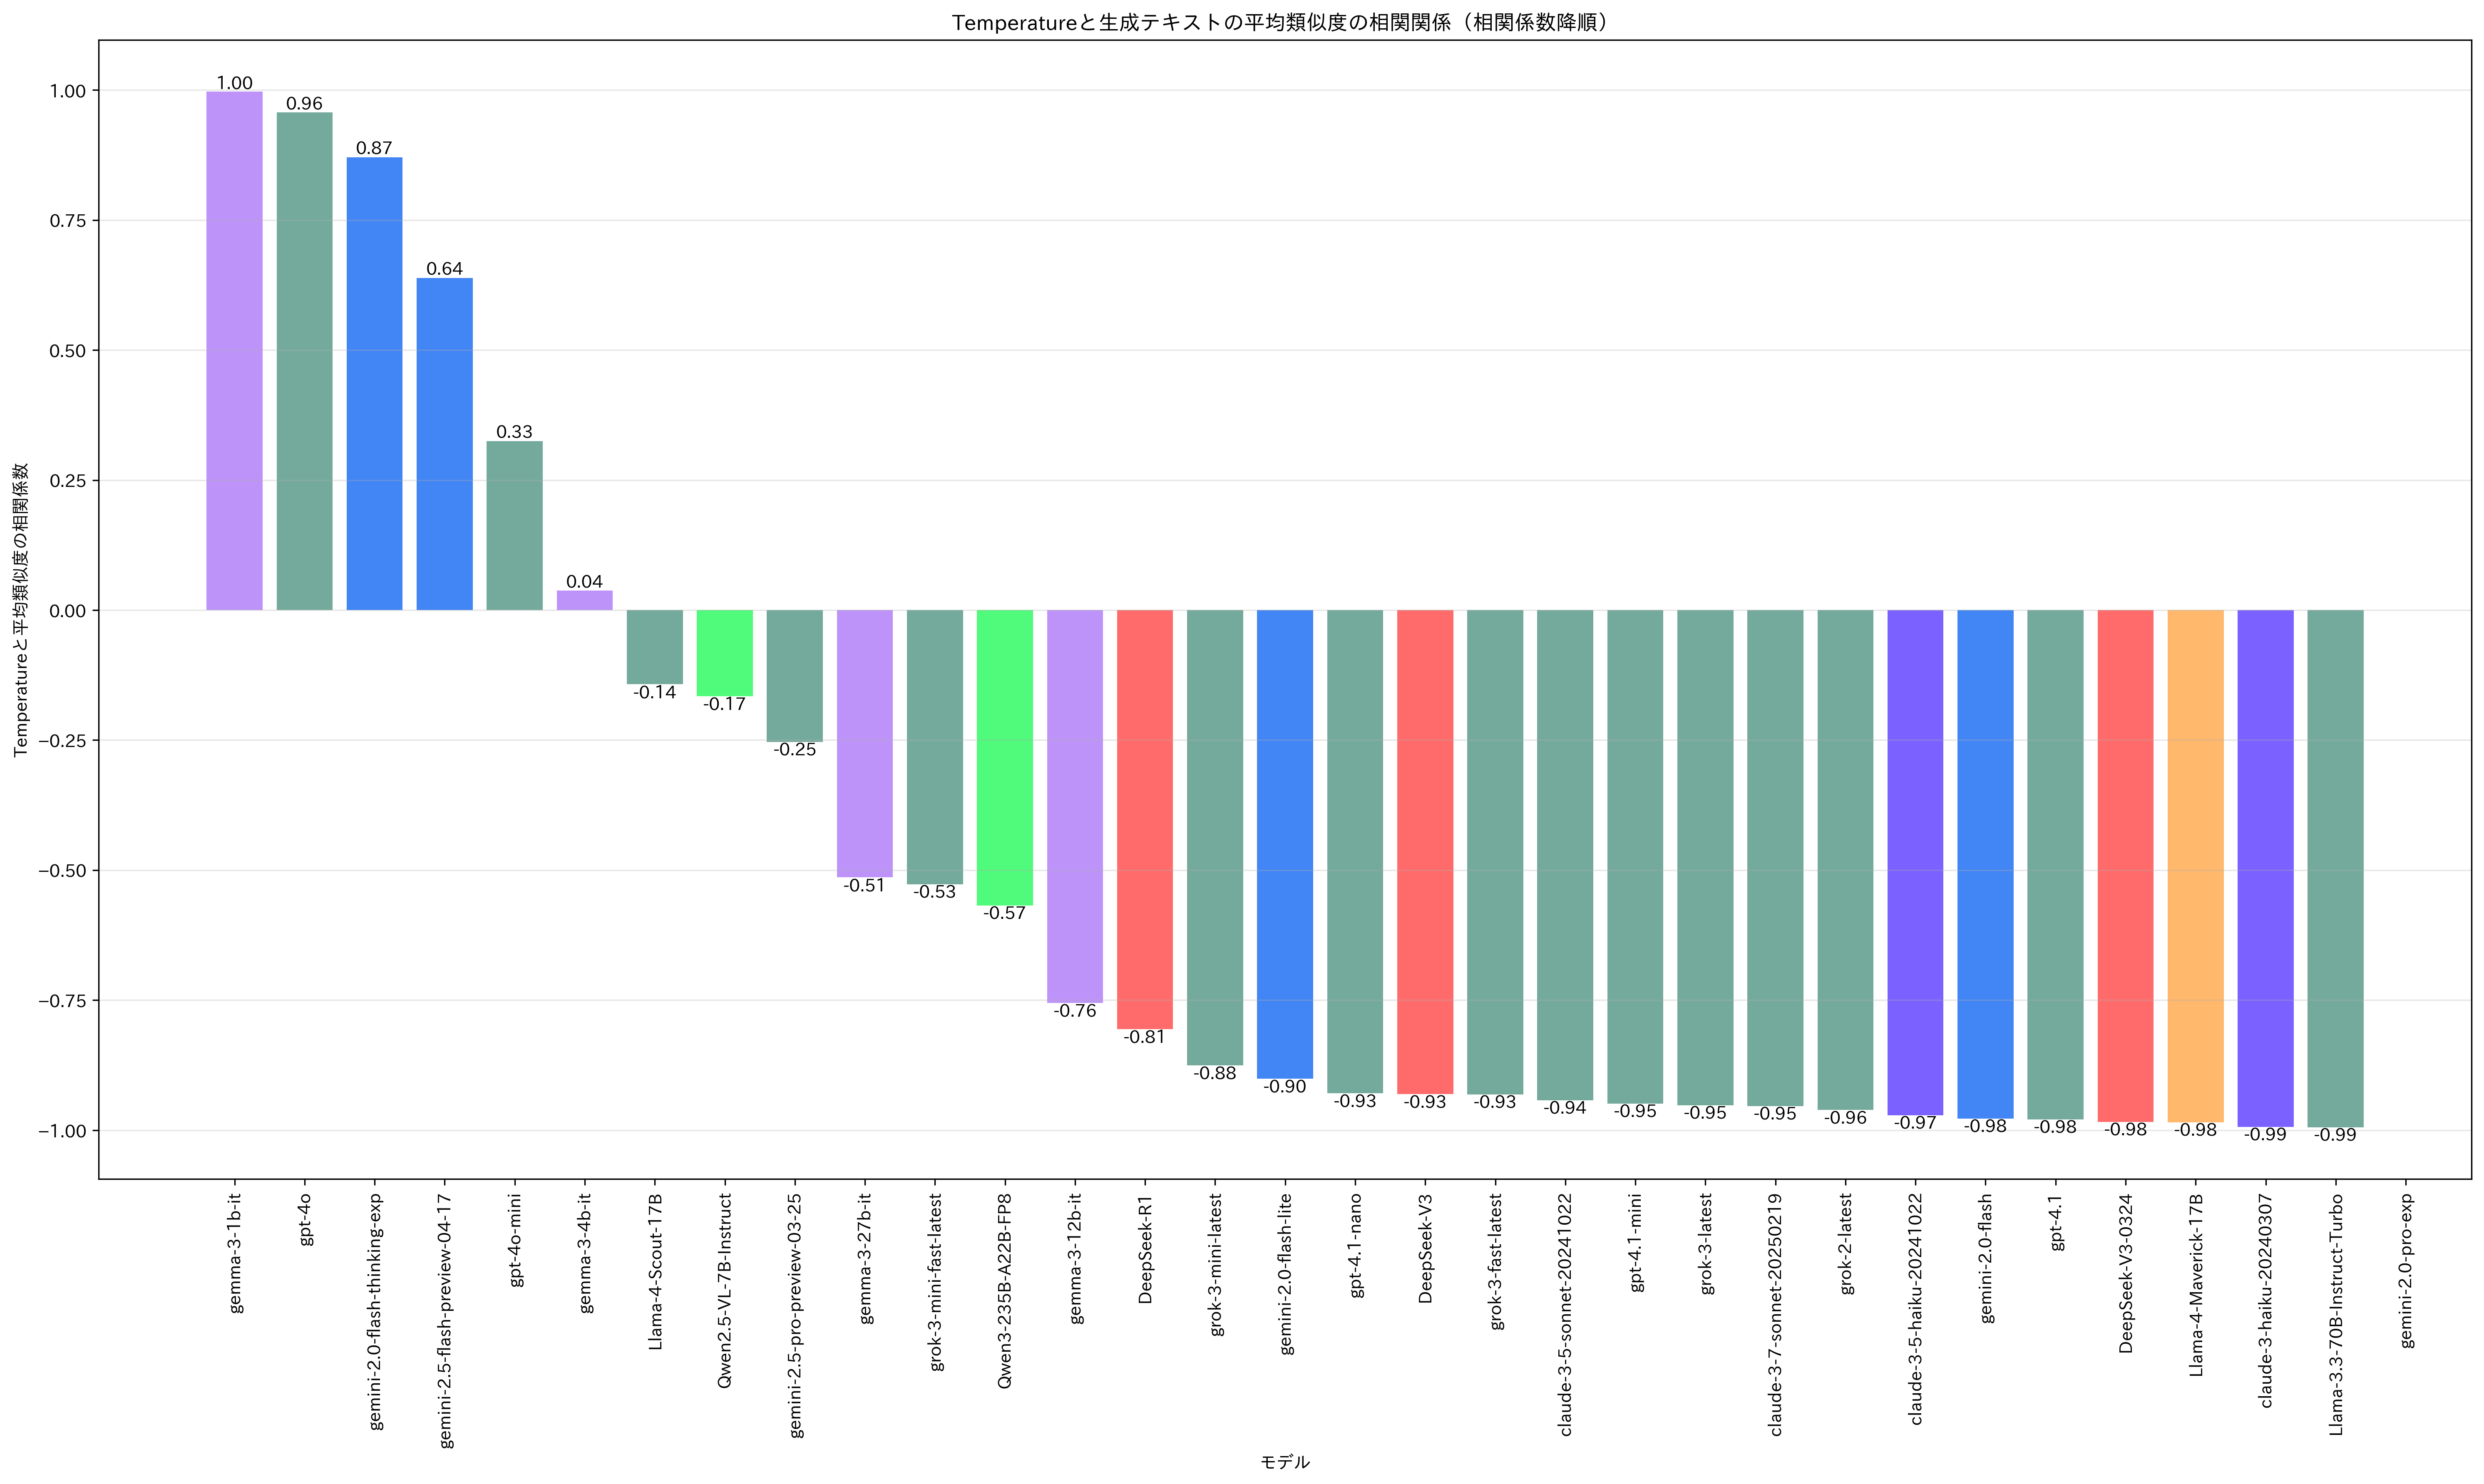 Temperatureと生成テキストの平均類似度の相関関係（相関係数降順）
Temperatureと平均類似度の相関係数
1.00
0.75
0.50
0.25
0.00
−0.25
−0.50
−0.75
−1.00
1.00
0.96
0.87
0.64
0.33
0.04
-0.14
-0.17
-0.25
-0.51
-0.53
-0.57
-0.76
-0.81
-0.88
-0.90
-0.93
-0.93
-0.93
-0.94
-0.95
-0.95
-0.95
-0.96
-0.97
-0.98
-0.98
-0.98
-0.98
-0.99
-0.99
gemma-3-1b-it
gpt-4o
gemini-2.0-flash-thinking-exp
gemini-2.5-flash-preview-04-17
gpt-4o-mini
gemma-3-4b-it
Llama-4-Scout-17B
Qwen2.5-VL-7B-Instruct
gemini-2.5-pro-preview-03-25
gemma-3-27b-it
grok-3-mini-fast-latest
Qwen3-235B-A22B-FP8
gemma-3-12b-it
DeepSeek-R1
grok-3-mini-latest
gemini-2.0-flash-lite
gpt-4.1-nano
DeepSeek-V3
grok-3-fast-latest
claude-3-5-sonnet-20241022
gpt-4.1-mini
grok-3-latest
claude-3-7-sonnet-20250219
grok-2-latest
claude-3-5-haiku-20241022
gemini-2.0-flash
gpt-4.1
DeepSeek-V3-0324
Llama-4-Maverick-17B
claude-3-haiku-20240307
Llama-3.3-70B-Instruct-Turbo
gemini-2.0-pro-exp
モデル